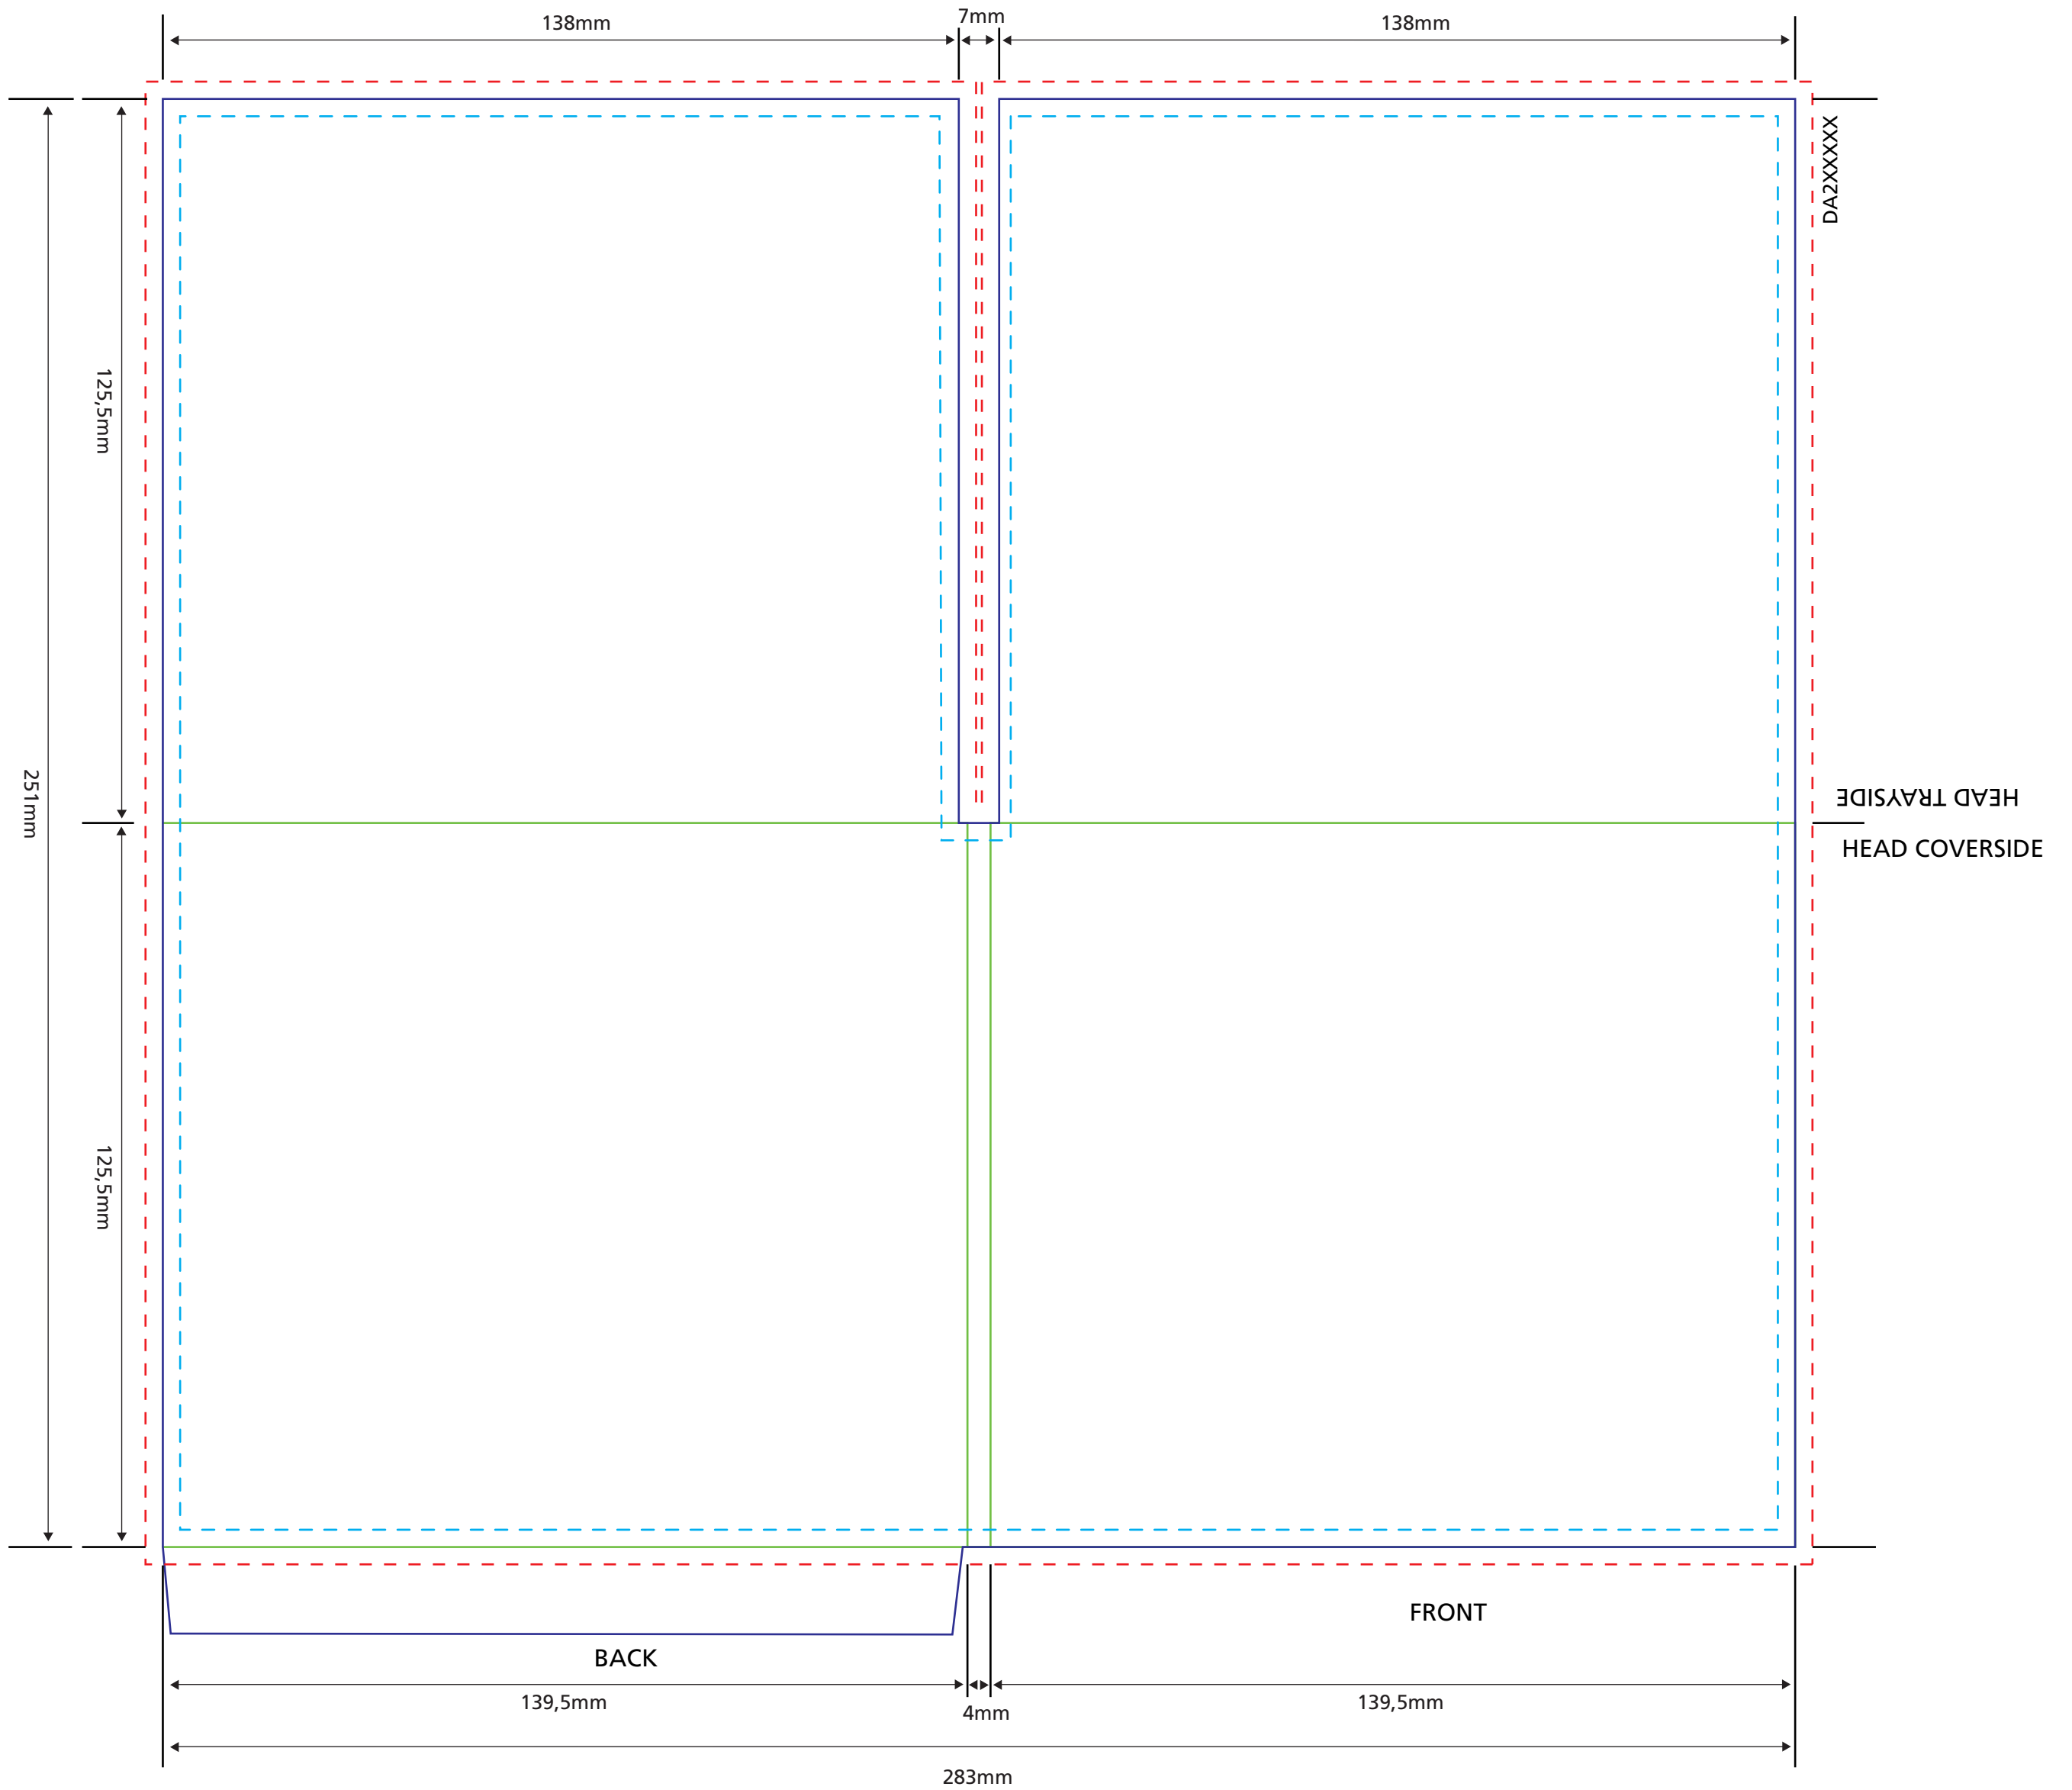 138mm
7mm
138mm
DA2XXXXX
125,5mm
251mm
HEAD TRAYSIDE
HEAD COVERSIDE
125,5mm
FRONT
BACK
139,5mm
4mm
139,5mm
283mm